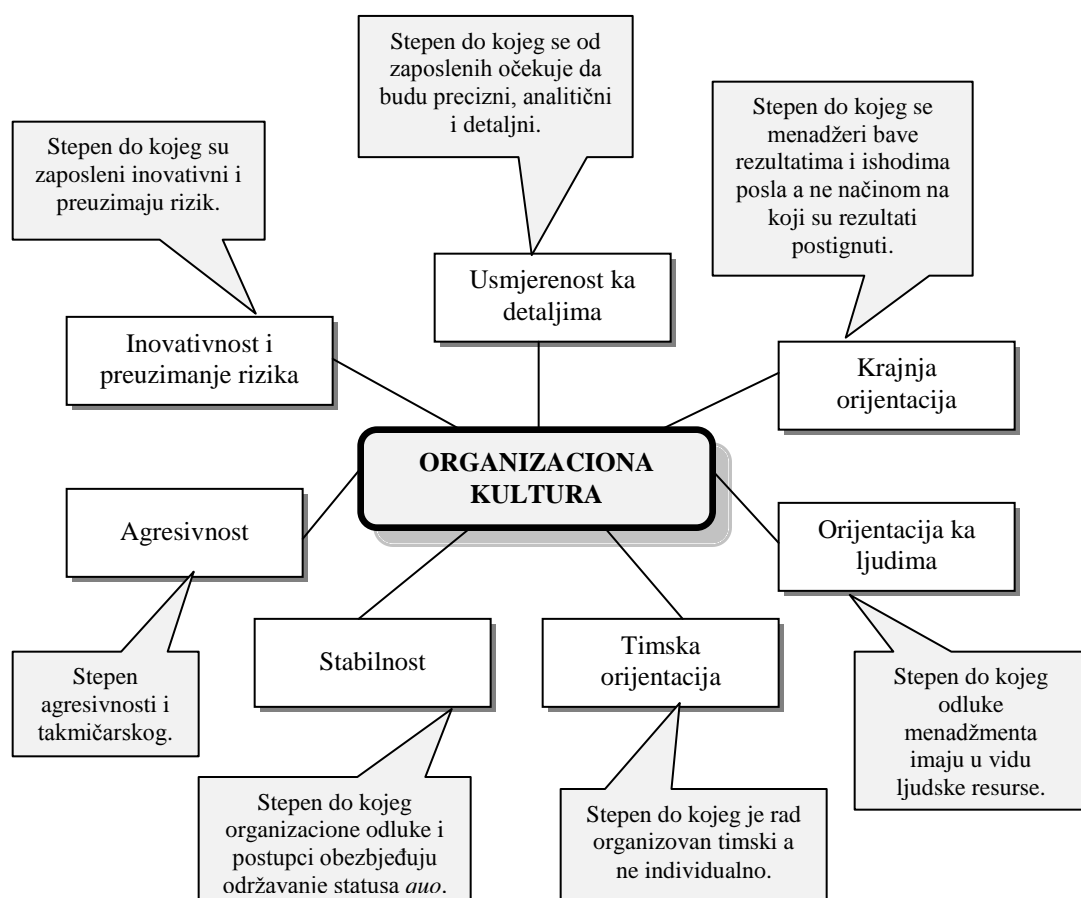 Stepen do kojeg se od
zaposlenih očekuje da
budu precizni, analitični
i detaljni.
Stepen do kojeg se
menadžeri bave
rezultatima i ishodima
posla a ne načinom na
koji su rezultati
postignuti.
Stepen do kojeg su
zaposleni inovativni i
preuzimaju rizik.
Usmjerenost ka
detaljima
Inovativnost i
preuzimanje rizika
Krajnja
orijentacija
ORGANIZACIONA
KULTURA
Agresivnost
Orijentacija ka
ljudima
Stabilnost
Timska
orijentacija
Stepen
agresivnosti i
takmičarskog.
Stepen do kojeg
odluke
menadžmenta
imaju u vidu
ljudske resurse.
Stepen do kojeg
organizacione odluke i
postupci obezbjeđuju
održavanje statusa quo.
Stepen do kojeg je rad
organizovan timski a
ne individualno.